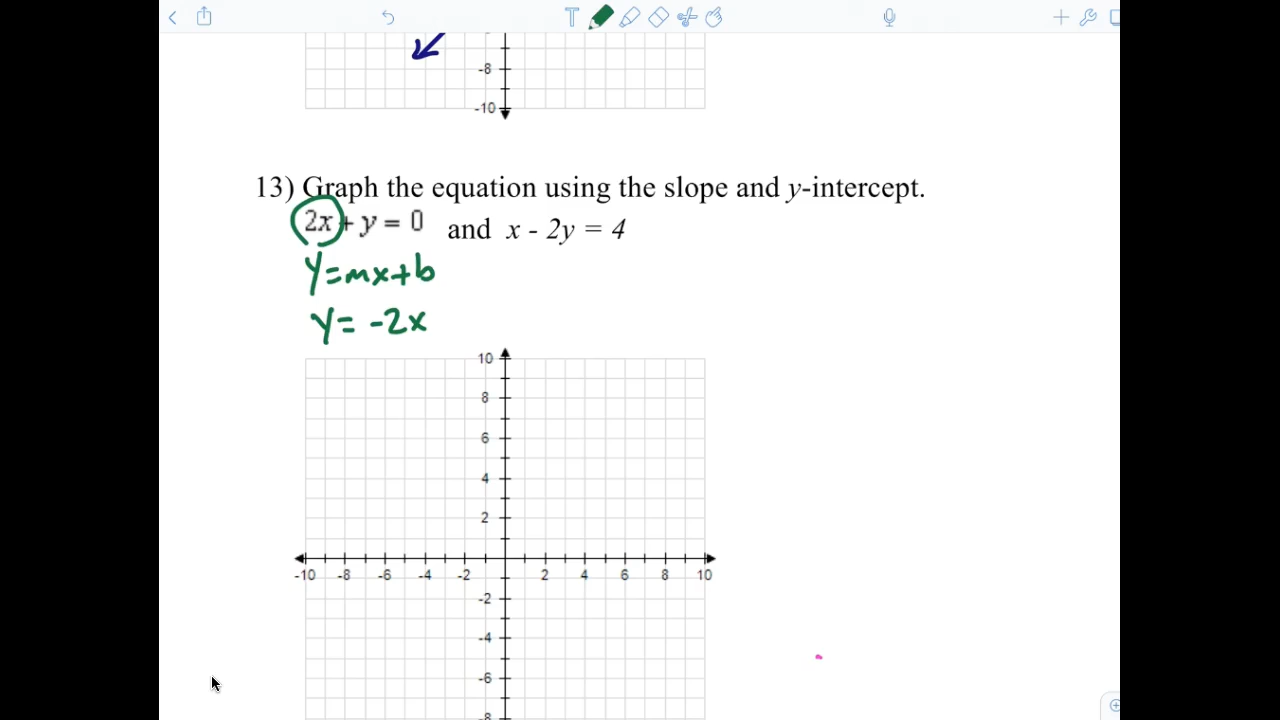 -8
-10
13) Graph the equation using the slope and y-intercept.
2x + y = 0 and x - 2y = 4
y=mx+b
y= -2x
10
8
6
4
2
-10 -8 -6 -4 -2 2 4 6 8 10
-2
-4
-6
-8